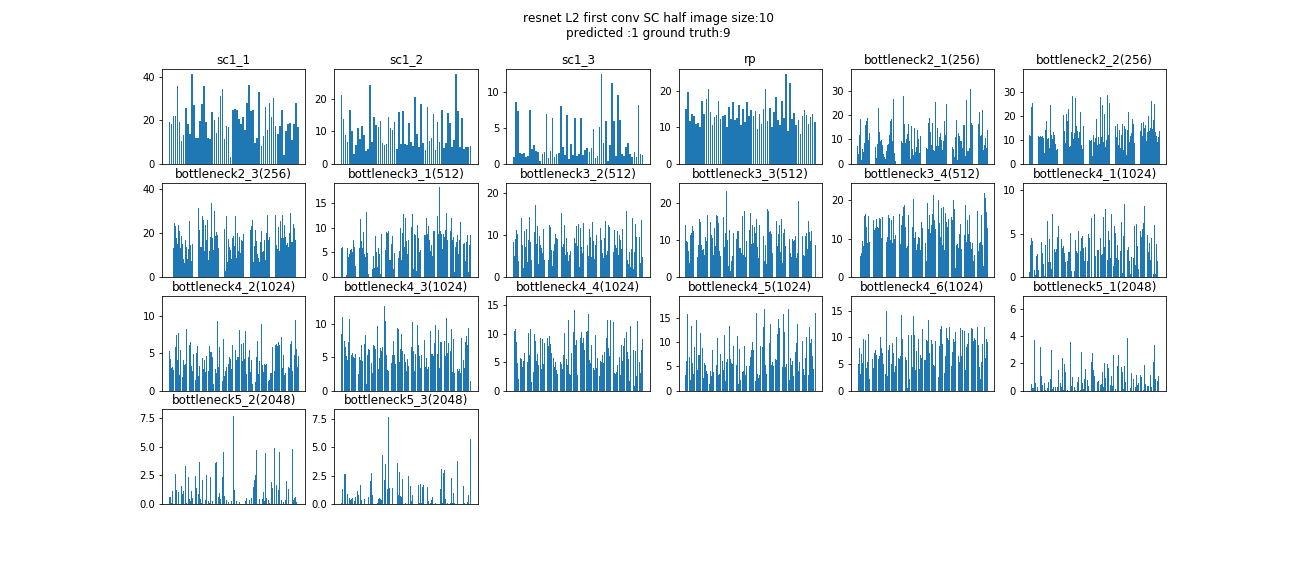 resnet L2 first conv SC half image size:10
predicted :1 ground truth:9
sc1_1 sc1_2 sc1_3 rp bottleneck2_1(256) bottleneck2_2(256)
40 20 0
20 10 0
10 5 0
20 10 0
30 20 10 0
30 20 10 0
bottleneck2_3(256) bottleneck3_1(512) bottleneck3_2(512) bottleneck3_3(512) bottleneck3_4(512) bottleneck4_1(1024)
40 20 0
15 10 5 0
20 10 0
20 10 0
20 10 0
10 5 0
bottleneck4_2(1024) bottleneck4_3(1024) bottleneck4_4(1024) bottleneck4_5(1024) bottleneck4_6(1024) bottleneck5_1(2048)
10 5 0
10 5 0
15 10 5 0
15 10 5 0
15 10 5 0
6 4 2 0
bottleneck5_2(2048) bottleneck5_3(2048)
7.5 5.0 2.5 0.0
7.5 5.0 2.5 0.0